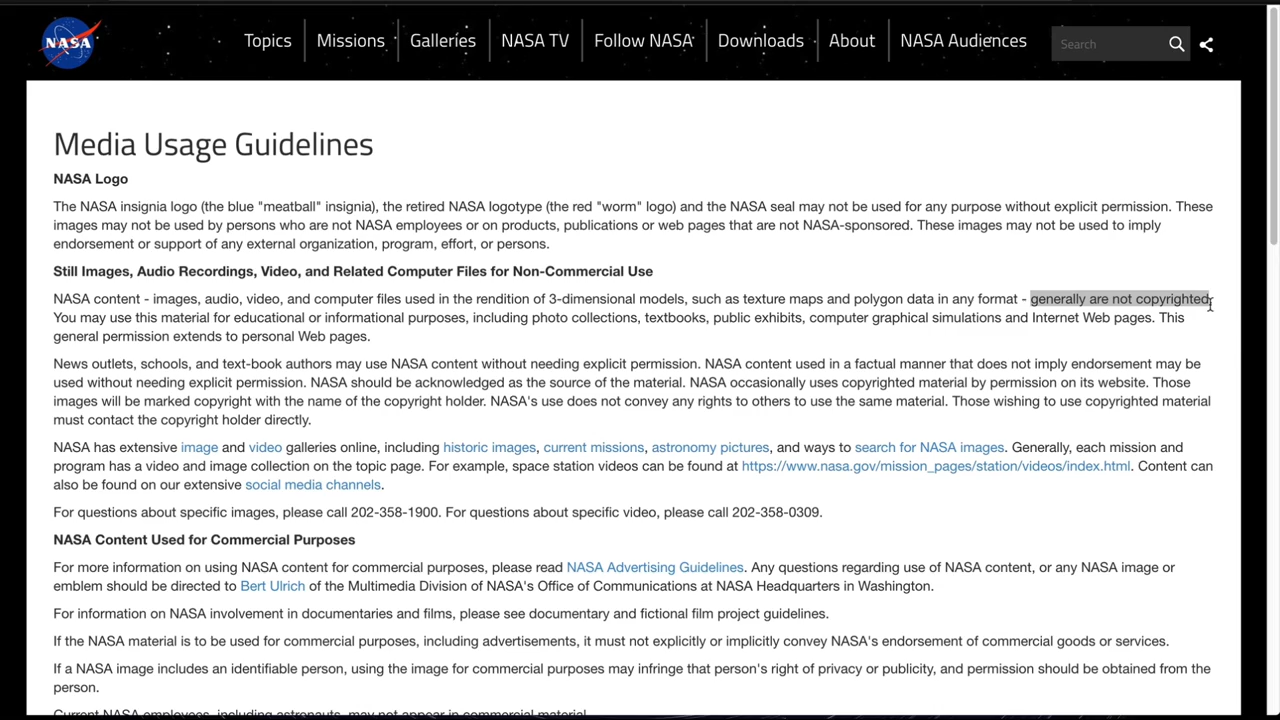 NASA
Topics
Missions
Galleries
NASA TV
Follow NASA
Downloads
About
NASA Audiences
Search
Media Usage Guidelines
NASA Logo
The NASA insignia logo (the blue "meatball" insignia), the retired NASA logotype (the red "worm" logo) and the NASA seal may not be used for any purpose without explicit permission. These
images may not be used by persons who are not NASA employees or on products, publications or web pages that are not NASA-sponsored. These images may not be used to imply
endorsement or support of any external organization, program, effort, or persons.
Still Images, Audio Recordings, Video, and Related Computer Files for Non-Commercial Use
NASA content - images, audio, video, and computer files used in the rendition of 3-dimensional models, such as texture maps and polygon data in any format - generally are not copyrighted.
You may use this material for educational or informational purposes, including photo collections, textbooks, public exhibits, computer graphical simulations and Internet Web pages. This
general permission extends to personal Web pages.
News outlets, schools, and text-book authors may use NASA content without needing explicit permission. NASA content used in a factual manner that does not imply endorsement may be
used without needing explicit permission. NASA should be acknowledged as the source of the material. NASA occasionally uses copyrighted material by permission on its website. Those
images will be marked copyright with the name of the copyright holder. NASA's use does not convey any rights to others to use the same material. Those wishing to use copyrighted material
must contact the copyright holder directly.
NASA has extensive image and video galleries online, including historic images, current missions, astronomy pictures, and ways to search for NASA images. Generally, each mission and
program has a video and image collection on the topic page. For example, space station videos can be found at https://www.nasa.gov/mission_pages/station/videos/index.html. Content can
also be found on our extensive social media channels.
For questions about specific images, please call 202-358-1900. For questions about specific video, please call 202-358-0309.
NASA Content Used for Commercial Purposes
For more information on using NASA content for commercial purposes, please read NASA Advertising Guidelines. Any questions regarding use of NASA content, or any NASA image or
emblem should be directed to Bert Ulrich of the Multimedia Division of NASA's Office of Communications at NASA Headquarters in Washington.
For information on NASA involvement in documentaries and films, please see documentary and fictional film project guidelines.
If the NASA material is to be used for commercial purposes, including advertisements, it must not explicitly or implicitly convey NASA's endorsement of commercial goods or services.
If a NASA image includes an identifiable person, using the image for commercial purposes may infringe that person's right of privacy or publicity, and permission should be obtained from the
person.
Current NASA employees, including astronauts, may not appear in commercial material.